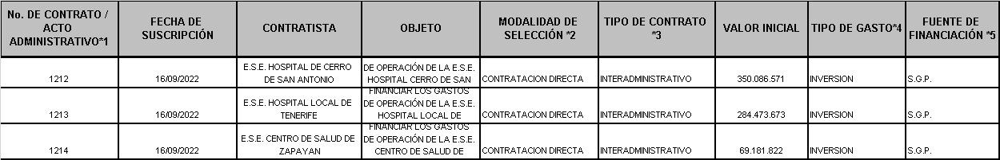 No. DE CONTRATO /
ACTO
ADMINISTRATIVO*1
FECHA DE
SUSCRIPCIÓN
CONTRATISTA
OBJETO
MODALIDAD DE
SELECCIÓN *2
TIPO DE CONTRATO
*3
VALOR INICIAL
TIPO DE GASTO*4
FUENTE DE
FINANCIACIÓN *5
1212
16/09/2022
E.S.E. HOSPITAL DE CERRO
DE SAN ANTONIO
DE OPERACIÓN DE LA E.S.E.
HOSPITAL CERRO DE SAN
CONTRATACION DIRECTA
INTERADMINISTRATIVO
350.086.571
INVERSION
S.G.P.
1213
16/09/2022
E.S.E. HOSPITAL LOCAL DE
TENERIFE
FINANCIAR LOS GASTOS
DE OPERACIÓN DE LA E.S.E.
HOSPITAL LOCAL DE
CONTRATACION DIRECTA
INTERADMINISTRATIVO
284.473.673
INVERSION
S.G.P.
1214
16/09/2022
E.S.E. CENTRO DE SALUD DE
ZAPAYAN
FINANCIAR LOS GASTOS
DE OPERACIÓN DE LA E.S.E.
CENTRO DE SALUD DE
CONTRATACION DIRECTA
INTERADMINISTRATIVO
69.181.822
INVERSION
S.G.P.